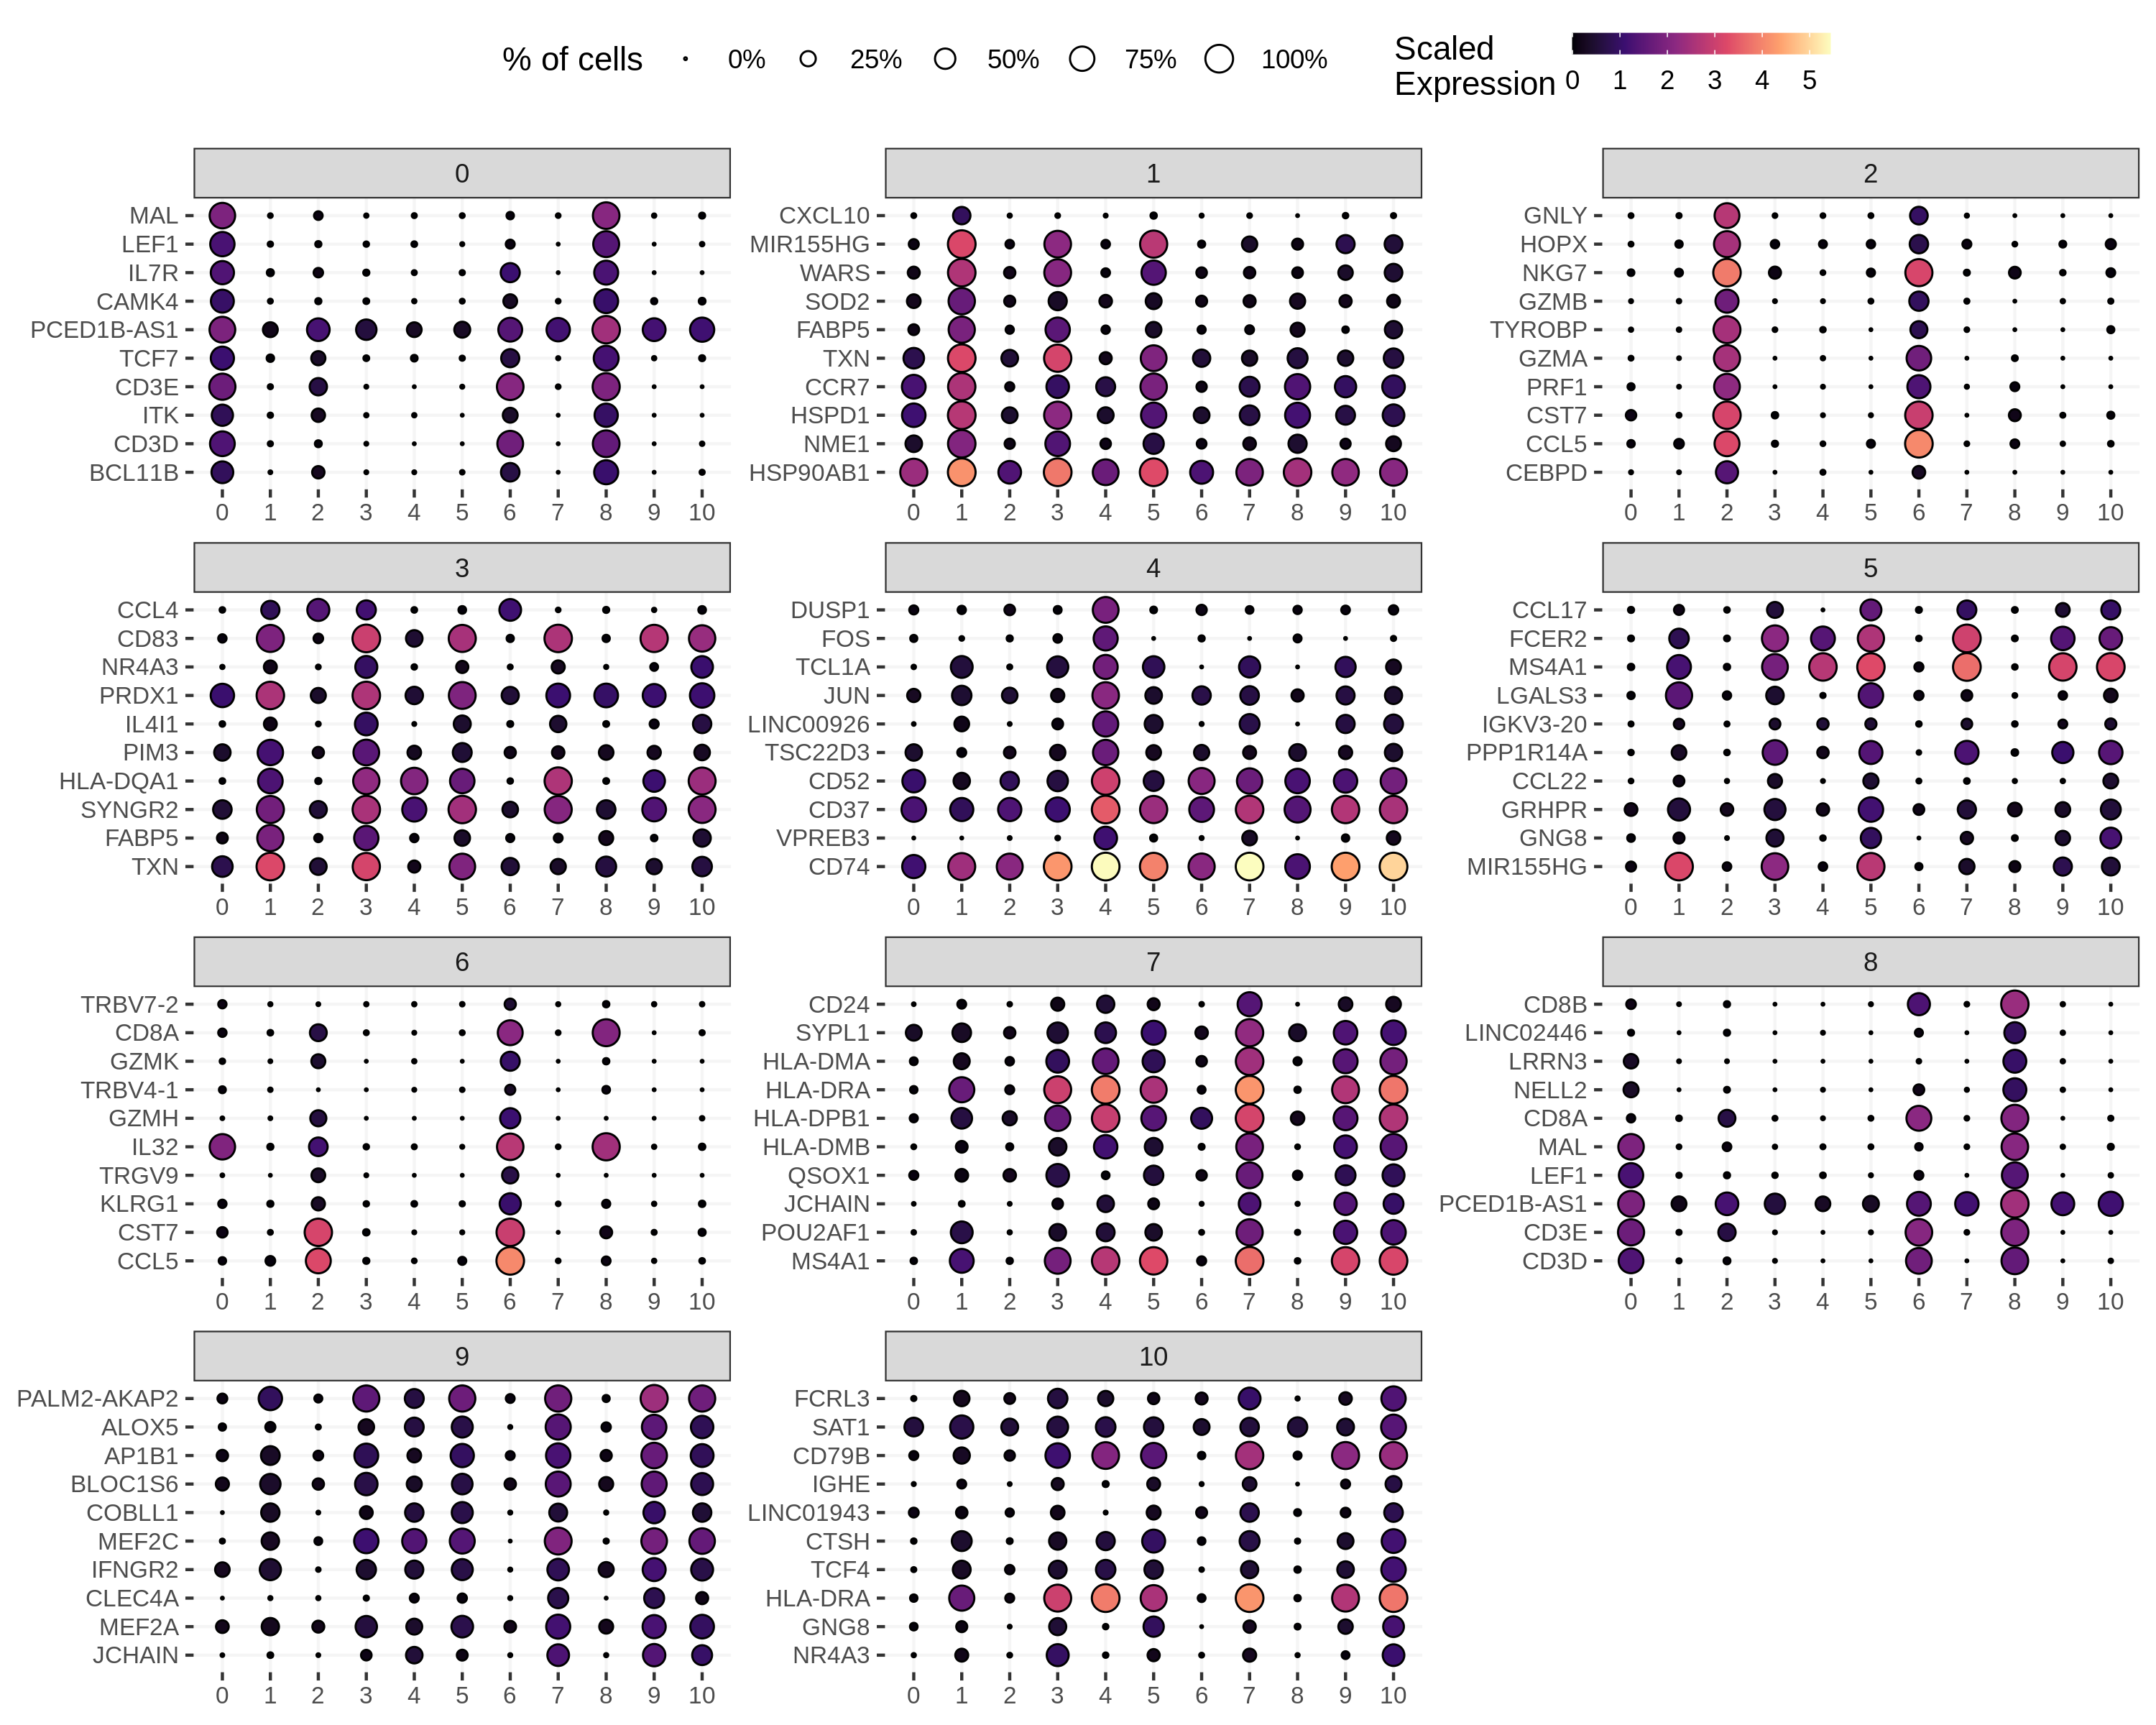 % of cells 0% 25% 50% 75% 100%
Scaled
Expression 0 1 2 3 4 5
0
MAL
LEF1
IL7R
CAMK4
PCED1B-AS1
TCF7
CD3E
ITK
CD3D
BCL11B
0 1 2 3 4 5 6 7 8 9 10
1
CXCL10
MIR155HG
WARS
SOD2
FABP5
TXN
CCR7
HSPD1
NME1
HSP90AB1
0 1 2 3 4 5 6 7 8 9 10
2
GNLY
HOPX
NKG7
GZMB
TYROBP
GZMA
PRF1
CST7
CCL5
CEBPD
0 1 2 3 4 5 6 7 8 9 10
3
CCL4
CD83
NR4A3
PRDX1
IL4I1
PIM3
HLA-DQA1
SYNGR2
FABP5
TXN
0 1 2 3 4 5 6 7 8 9 10
4
DUSP1
FOS
TCL1A
JUN
LINC00926
TSC22D3
CD52
CD37
VPREB3
CD74
0 1 2 3 4 5 6 7 8 9 10
5
CCL17
FCER2
MS4A1
LGALS3
IGKV3-20
PPP1R14A
CCL22
GRHPR
GNG8
MIR155HG
0 1 2 3 4 5 6 7 8 9 10
6
TRBV7-2
CD8A
GZMK
TRBV4-1
GZMH
IL32
TRGV9
KLRG1
CST7
CCL5
0 1 2 3 4 5 6 7 8 9 10
7
CD24
SYPL1
HLA-DMA
HLA-DRA
HLA-DPB1
HLA-DMB
QSOX1
JCHAIN
POU2AF1
MS4A1
0 1 2 3 4 5 6 7 8 9 10
8
CD8B
LINC02446
LRRN3
NELL2
CD8A
MAL
LEF1
PCED1B-AS1
CD3E
CD3D
0 1 2 3 4 5 6 7 8 9 10
9
PALM2-AKAP2
ALOX5
AP1B1
BLOC1S6
COBLL1
MEF2C
IFNGR2
CLEC4A
MEF2A
JCHAIN
0 1 2 3 4 5 6 7 8 9 10
10
FCRL3
SAT1
CD79B
IGHE
LINC01943
CTSH
TCF4
HLA-DRA
GNG8
NR4A3
0 1 2 3 4 5 6 7 8 9 10